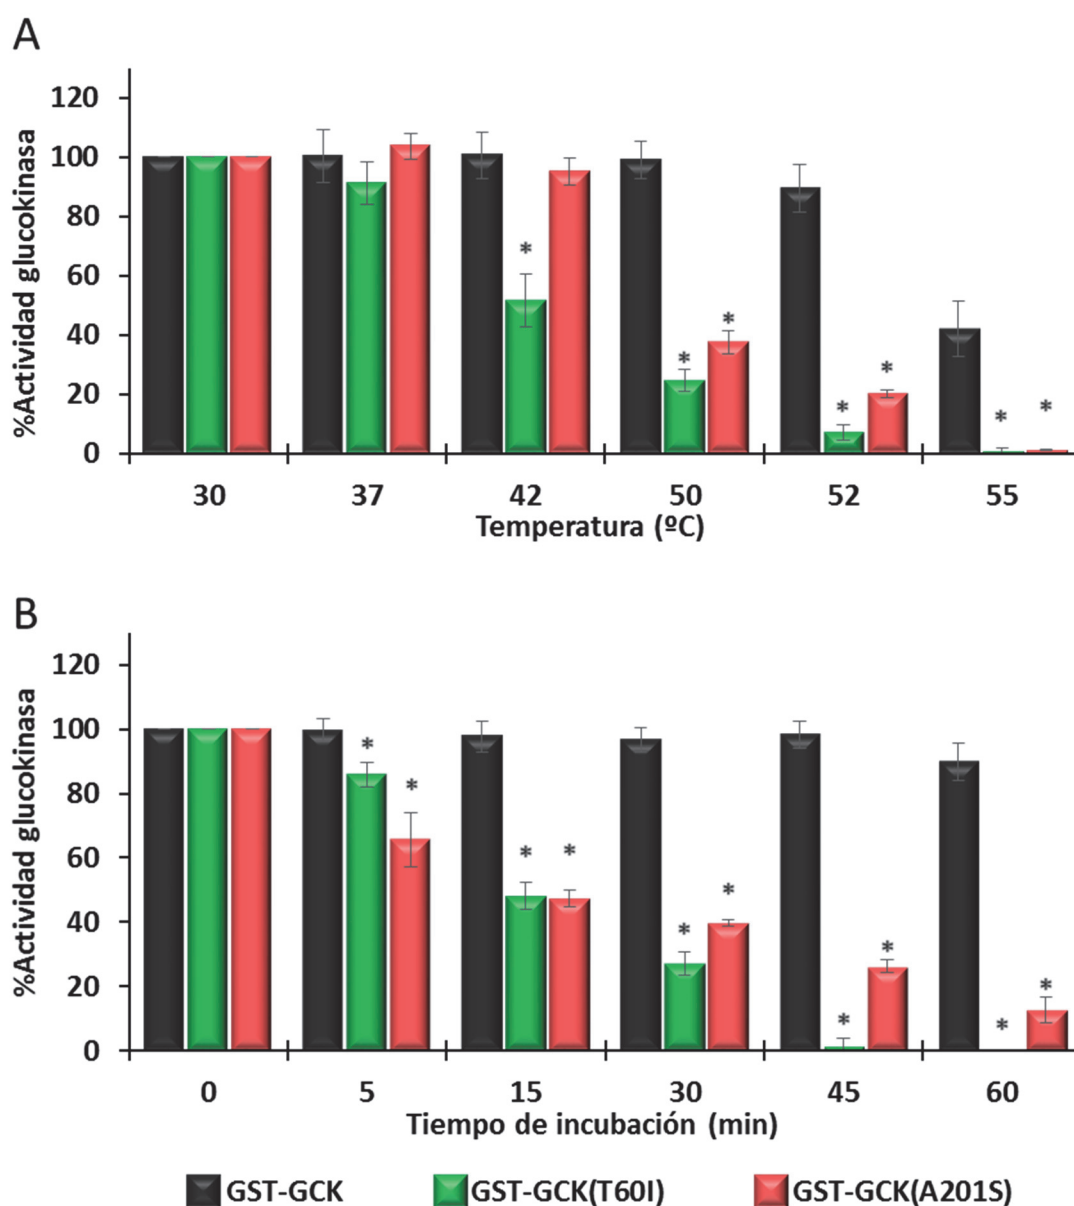 A
%Actividad glucokinasa
120
100
80
60
40
20
0
* * * * * * *
30 37 42 50 52 55
Temperatura (ºC)
B
%Actividad glucokinasa
120
100
80
60
40
20
0
* * * * * * * * * *
0 5 15 30 45 60
Tiempo de incubación (min)
GST-GCK GST-GCK(T60I) GST-GCK(A201S)